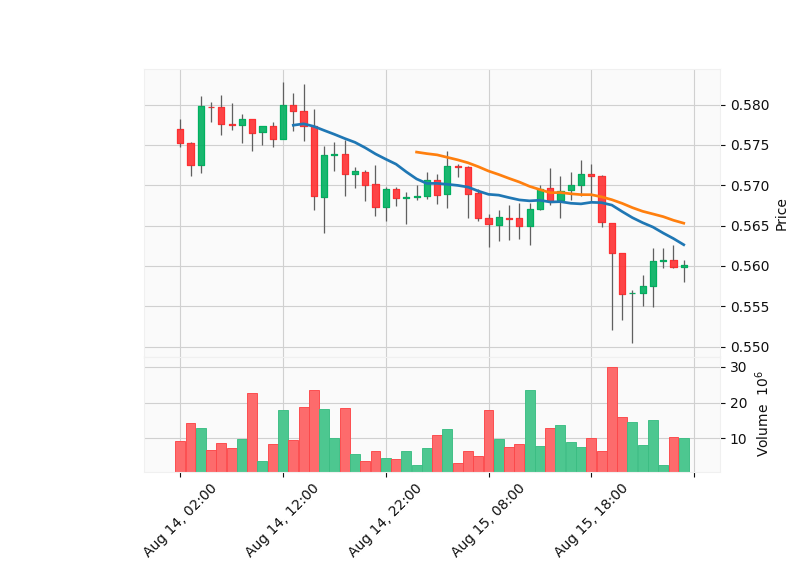 0.580
0.575
0.570
0.565
0.560
0.555
0.550
Price
30
20
10
Volume 10^6
Aug 14, 02:00
Aug 14, 12:00
Aug 14, 22:00
Aug 15, 08:00
Aug 15, 18:00